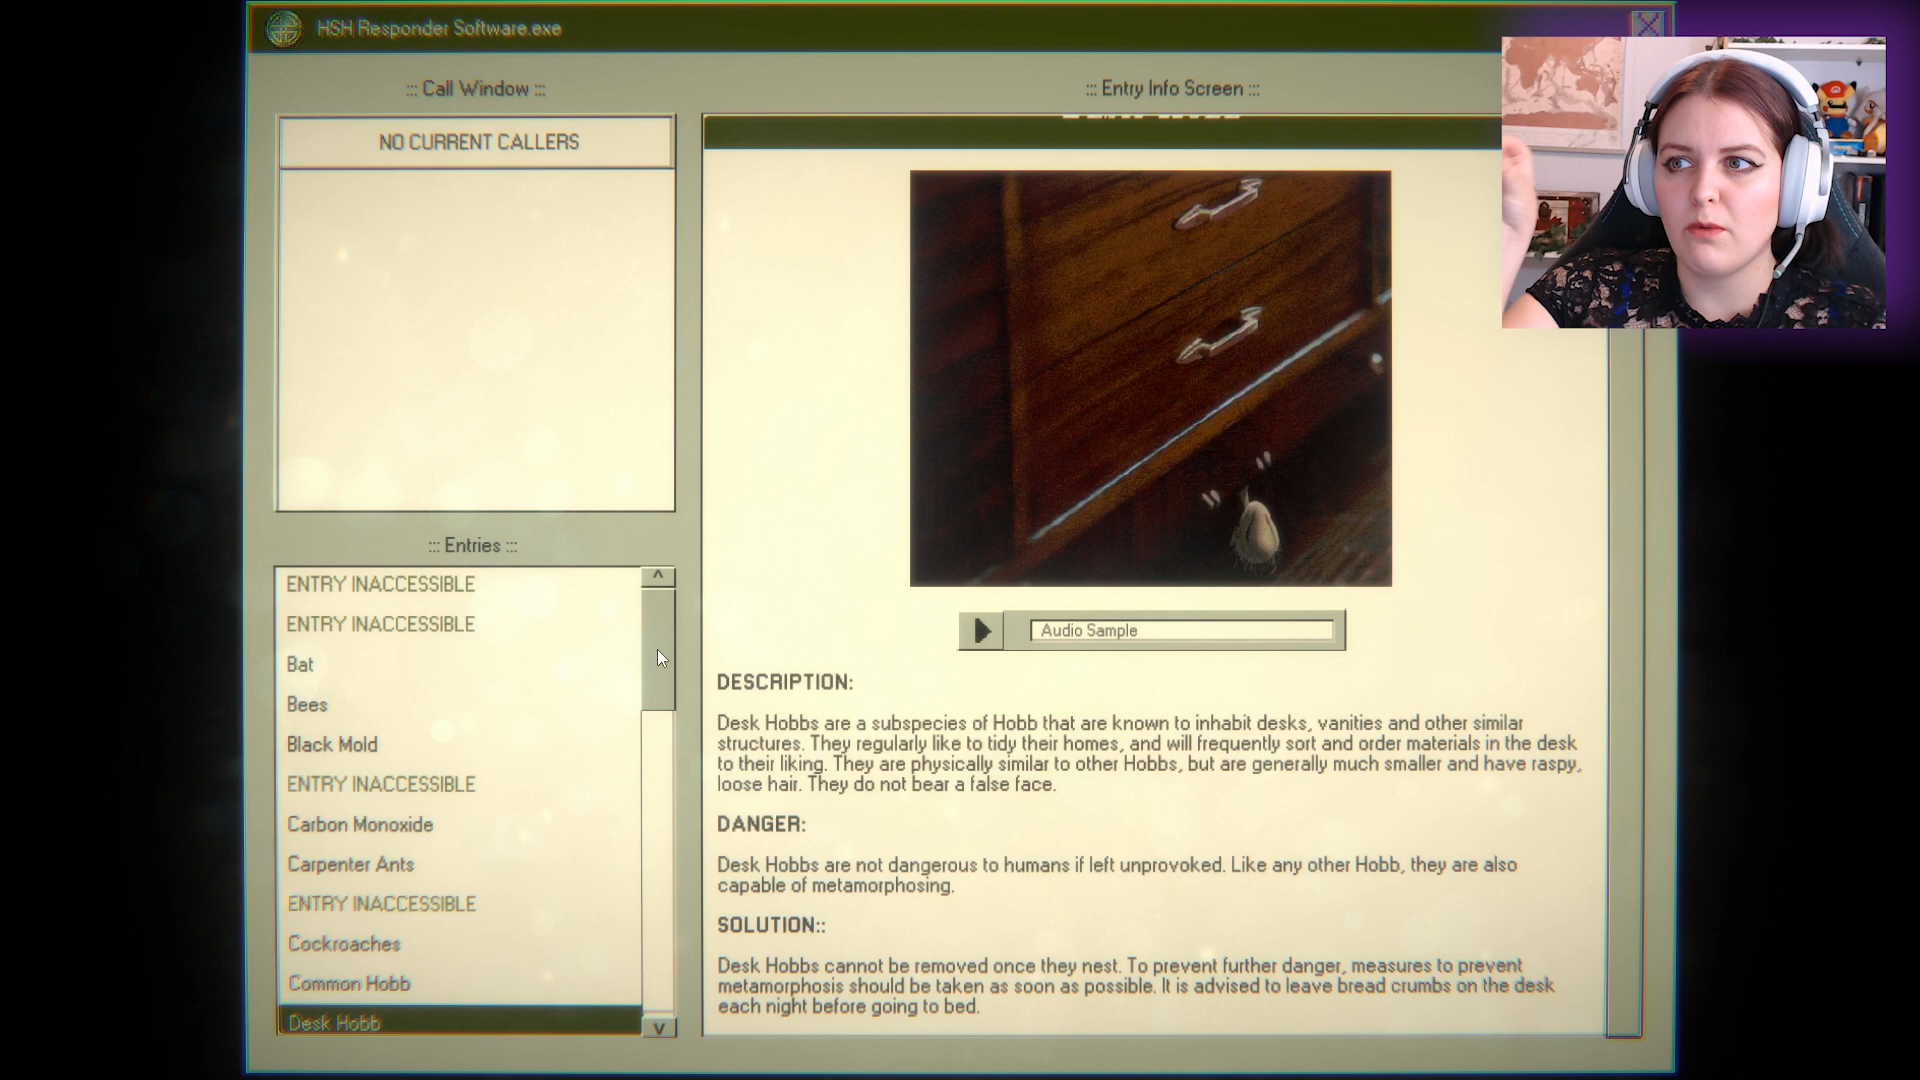 HSH Responder Software.exe
::: Call Window :::
NO CURRENT CALLERS
::: Entries :::
ENTRY INACCESSIBLE
ENTRY INACCESSIBLE
Bat
Bees
Black Mold
ENTRY INACCESSIBLE
Carbon Monoxide
Carpenter Ants
ENTRY INACCESSIBLE
Cockroaches
Common Hobb
Desk Hobb
::: Entry Info Screen :::
Audio Sample
DESCRIPTION:
Desk Hobbs are a subspecies of Hobb that are known to inhabit desks, vanities and other similar
structures. They regularly like to tidy their homes, and will frequently sort and order materials in the desk
to their liking. They are physically similar to other Hobbs, but are generally much smaller and have raspy,
loose hair. They do not bear a false face.
DANGER:
Desk Hobbs are not dangerous to humans if left unprovoked. Like any other Hobb, they are also
capable of metamorphosing.
SOLUTION::
Desk Hobbs cannot be removed once they nest. To prevent further danger, measures to prevent
metamorphosis should be taken as soon as possible. It is advised to leave bread crumbs on the desk
each night before going to bed.